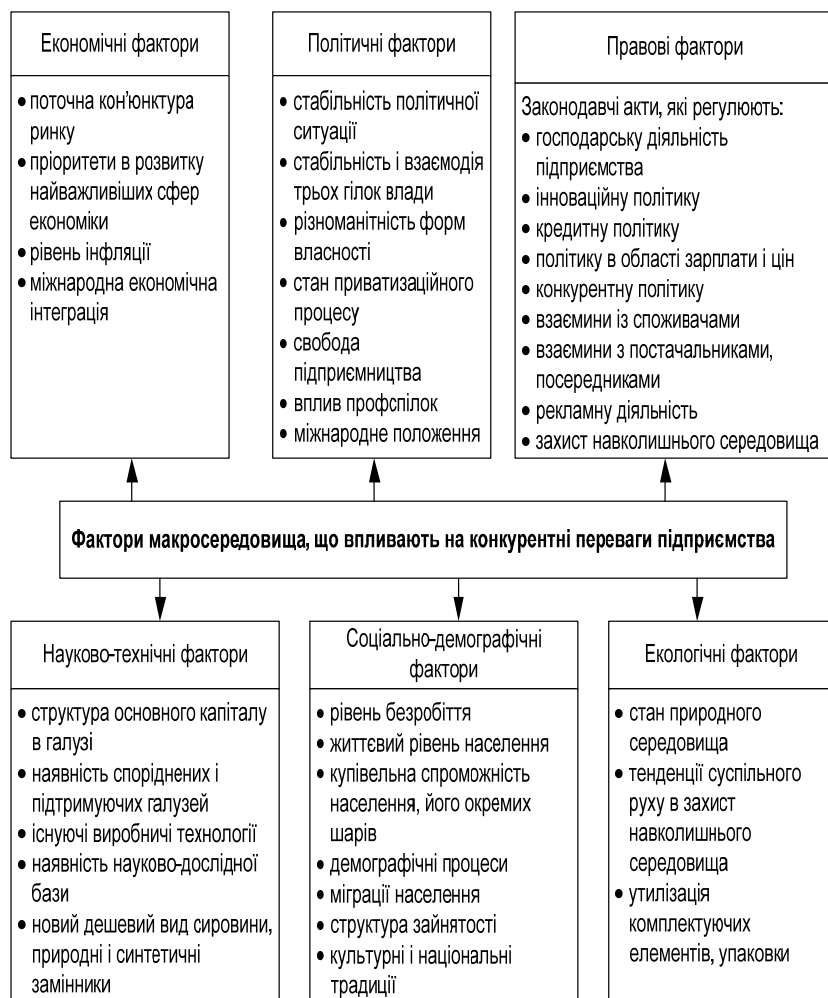 Економічні фактори
• поточна кон'юнктура
ринку
• пріоритети в розвитку
найважливіших сфер
економіки
• рівень інфляції
• міжнародна економічна
інтеграція
Політичні фактори
• стабільність політичної
ситуації
• стабільність і взаємодія
трьох гілок влади
• різноманітність форм
власності
• стан приватизаційного
процесу
• свобода
підприємництва
• вплив профспілок
• міжнародне положення
Правові фактори
Законодавчі акти, які регулюють:
• господарську діяльність
підприємства
• інноваційну політику
• кредитну політику
• політику в області зарплати і цін
• конкурентну політику
• взаємини із споживачами
• взаємини з постачальниками,
посередниками
• рекламну діяльність
• захист навколишнього середовища
Фактори макросередовища, що впливають на конкурентні переваги підприємства
Науково-технічні фактори
• структура основного капіталу
в галузі
• наявність споріднених і
підтримуючих галузей
• існуючі виробничі технології
• наявність науково-дослідної
бази
• новий дешевий вид сировини,
природні і синтетичні
замінники
Соціально-демографічні
фактори
• рівень безробіття
• життєвий рівень населення
• купівельна спроможність
населення, його окремих
шарів
• демографічні процеси
• міграції населення
• структура зайнятості
• культурні і національні
традиції
Екологічні фактори
• стан природного
середовища
• тенденції суспільного
руху в захист
навколишнього
середовища
• утилізація
комплектуючих
елементів, упаковки